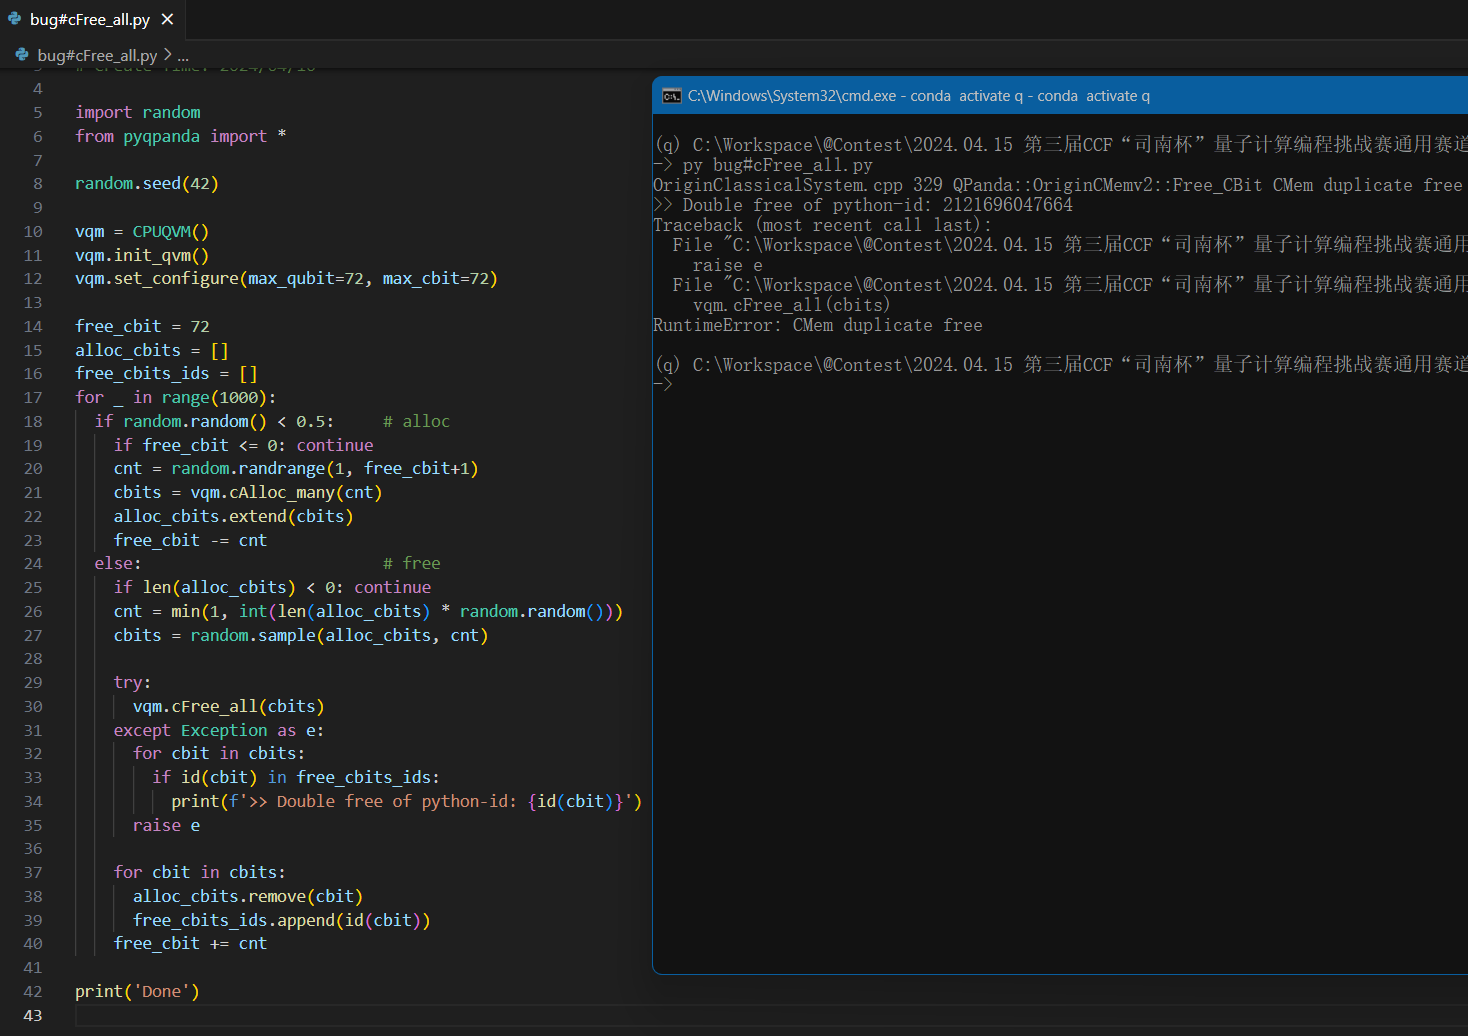 bug#cFree_all.py
bug#cFree_all.py > ...
4
5 import random
6 from pyqpanda import *
7
8 random.seed(42)
9
10 vqm = CPUQVM()
11 vqm.init_qvm()
12 vqm.set_configure(max_qubit=72, max_cbit=72)
13
14 free_cbit = 72
15 alloc_cbits = []
16 free_cbits_ids = []
17 for _ in range(1000):
18 if random.random() < 0.5: # alloc
19 if free_cbit <= 0: continue
20 cnt = random.randrange(1, free_cbit+1)
21 cbits = vqm.cAlloc_many(cnt)
22 alloc_cbits.extend(cbits)
23 free_cbit -= cnt
24 else: # free
25 if len(alloc_cbits) < 0: continue
26 cnt = min(1, int(len(alloc_cbits) * random.random()))
27 cbits = random.sample(alloc_cbits, cnt)
28
29 try:
30 vqm.cFree_all(cbits)
31 except Exception as e:
32 for cbit in cbits:
33 if id(cbit) in free_cbits_ids:
34 print(f'>> Double free of python-id: {id(cbit)}')
35 raise e
36
37 for cbit in cbits:
38 alloc_cbits.remove(cbit)
39 free_cbits_ids.append(id(cbit))
40 free_cbit += cnt
41
42 print('Done')
43
C:\Windows\System32\cmd.exe - conda activate q - conda activate q
(q) C:\Workspace\@Contest\2024.04.15 第三届CCF“司南杯”量子计算编程挑战赛通用赛道
-> py bug#cFree_all.py
OriginClassicalSystem.cpp 329 QPanda::OriginCMemv2::Free_CBit CMem duplicate free
>> Double free of python-id: 2121696047664
Traceback (most recent call last):
File "C:\Workspace\@Contest\2024.04.15 第三届CCF“司南杯”量子计算编程挑战赛通用
raise e
File "C:\Workspace\@Contest\2024.04.15 第三届CCF“司南杯”量子计算编程挑战赛通用
vqm.cFree_all(cbits)
RuntimeError: CMem duplicate free
(q) C:\Workspace\@Contest\2024.04.15 第三届CCF“司南杯”量子计算编程挑战赛通用赛道
->